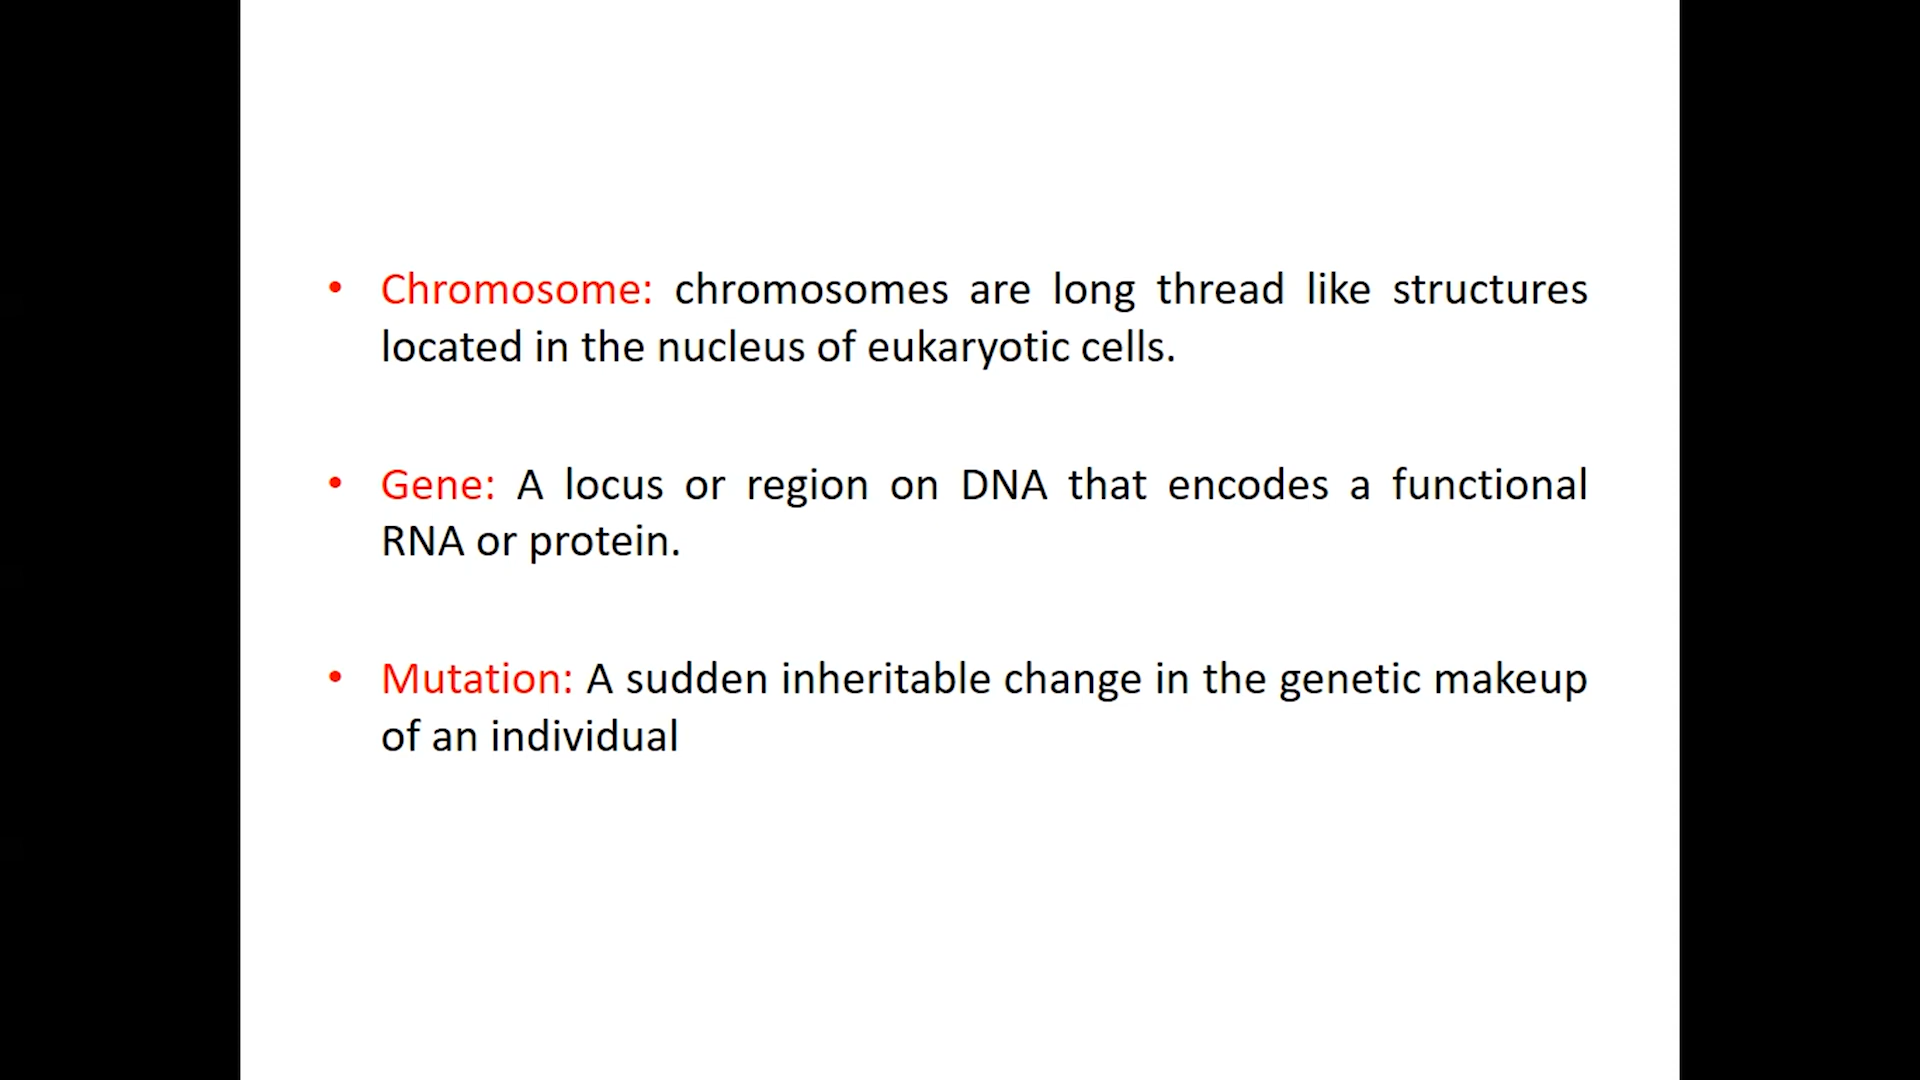 • Chromosome: chromosomes are long thread like structures
located in the nucleus of eukaryotic cells.
• Gene: A locus or region on DNA that encodes a functional
RNA or protein.
• Mutation: A sudden inheritable change in the genetic makeup
of an individual